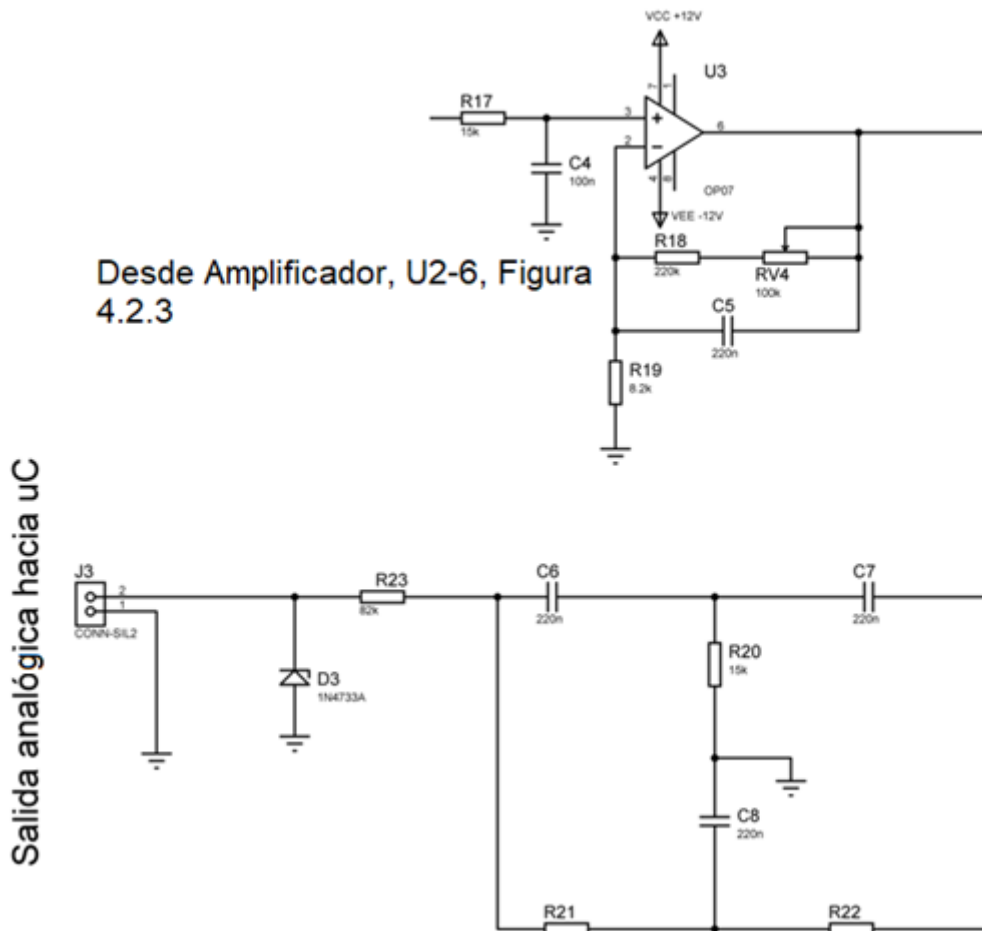 VCC +12V
U3
7
1
R17
15k
3
6
2
C4
100n
4
8
OP07
VEE -12V
R18
220k
RV4
100k
Desde Amplificador, U2-6, Figura
4.2.3
C5
220n
R19
8.2k
Salida analógica hacia uC
J3
2
1
CONN-SIL2
R23
82k
C6
220n
C7
220n
R20
15k
D3
1N4733A
C8
220n
R21
R22